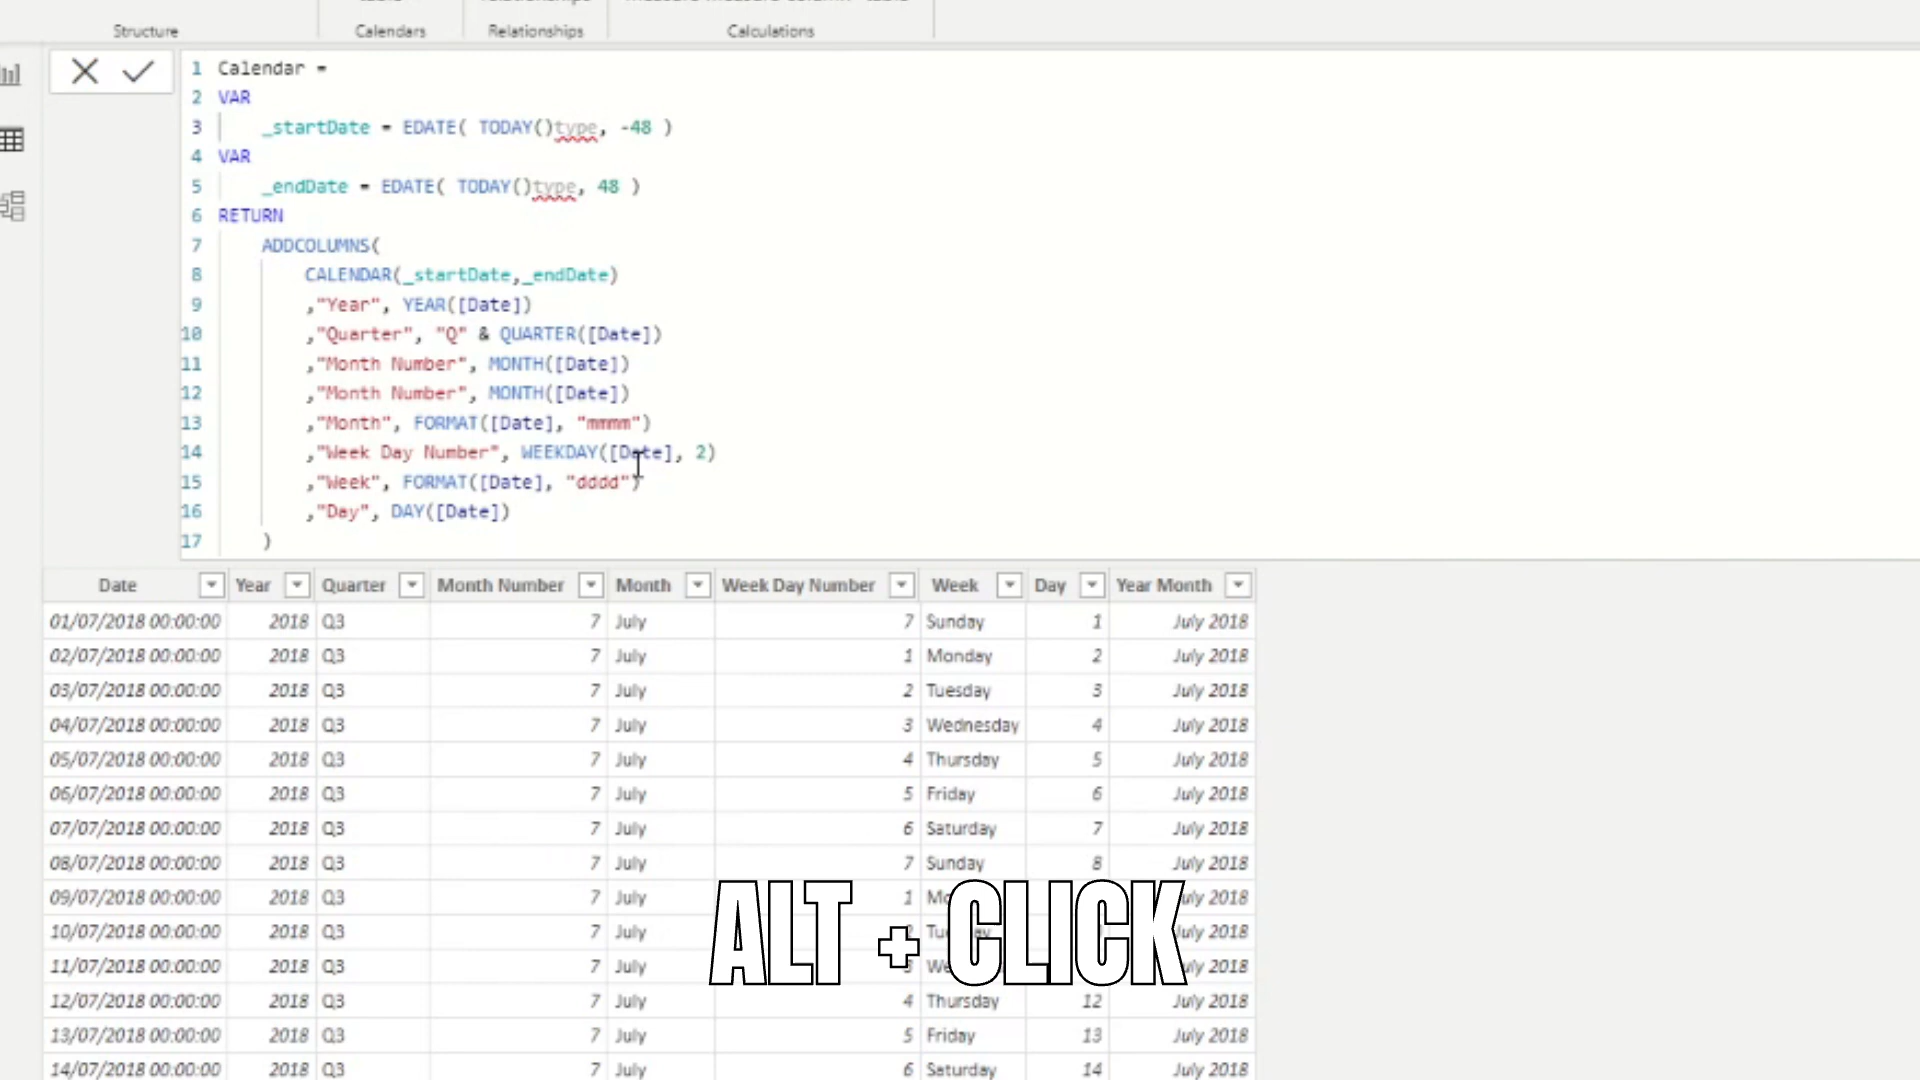 Structure
Calendars
Relationships
Calculations
1 Calendar =
2 VAR
3 _startDate = EDATE( TODAY()type, -48 )
4 VAR
5 _endDate = EDATE( TODAY()type, 48 )
6 RETURN
7 ADDCOLUMNS(
8 CALENDAR(_startDate,_endDate)
9 ,"Year", YEAR([Date])
10 ,"Quarter", "Q" & QUARTER([Date])
11 ,"Month Number", MONTH([Date])
12 ,"Month Number", MONTH([Date])
13 ,"Month", FORMAT([Date], "mmmm")
14 ,"Week Day Number", WEEKDAY([Date], 2)
15 ,"Week", FORMAT([Date], "dddd")
16 ,"Day", DAY([Date])
17 )
Date Year Quarter Month Number Month Week Day Number Week Day Year Month
01/07/2018 00:00:00 2018 Q3 7 July 7 Sunday 1 July 2018
02/07/2018 00:00:00 2018 Q3 7 July 1 Monday 2 July 2018
03/07/2018 00:00:00 2018 Q3 7 July 2 Tuesday 3 July 2018
04/07/2018 00:00:00 2018 Q3 7 July 3 Wednesday 4 July 2018
05/07/2018 00:00:00 2018 Q3 7 July 4 Thursday 5 July 2018
06/07/2018 00:00:00 2018 Q3 7 July 5 Friday 6 July 2018
07/07/2018 00:00:00 2018 Q3 7 July 6 Saturday 7 July 2018
08/07/2018 00:00:00 2018 Q3 7 July 7 Sunday 8 July 2018
09/07/2018 00:00:00 2018 Q3 7 July 1 2018
10/07/2018 00:00:00 2018 Q3 7 July 2018
11/07/2018 00:00:00 2018 Q3 7 July 2018
ALT + CLICK
12/07/2018 00:00:00 2018 Q3 7 July 4 Thursday 12 July 2018
13/07/2018 00:00:00 2018 Q3 7 July 5 Friday 13 July 2018
14/07/2018 00:00:00 2018 Q3 7 July 6 Saturday 14 July 2018